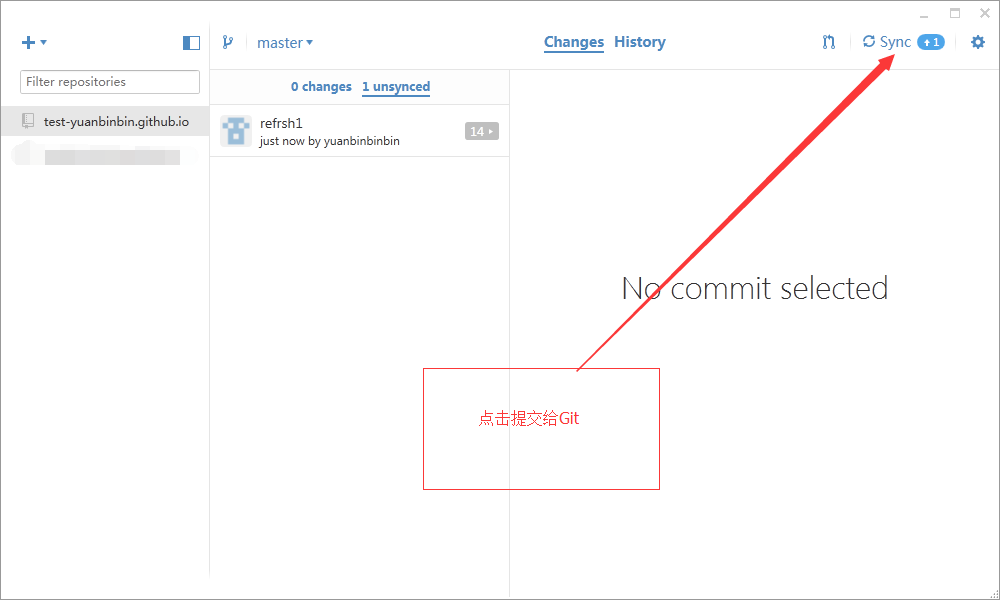 master
Changes
History
Sync
1
Filter repositories
0 changes
1 unsynced
test-yuanbinbin.github.io
refrsh1
just now by yuanbinbinbin
14
No commit selected
点击提交给Git